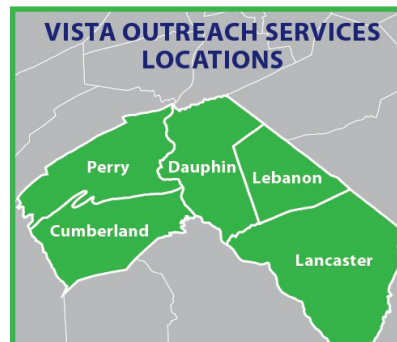 VISTA OUTREACH SERVICES
LOCATIONS
Perry
Dauphin
Lebanon
Cumberland
Lancaster